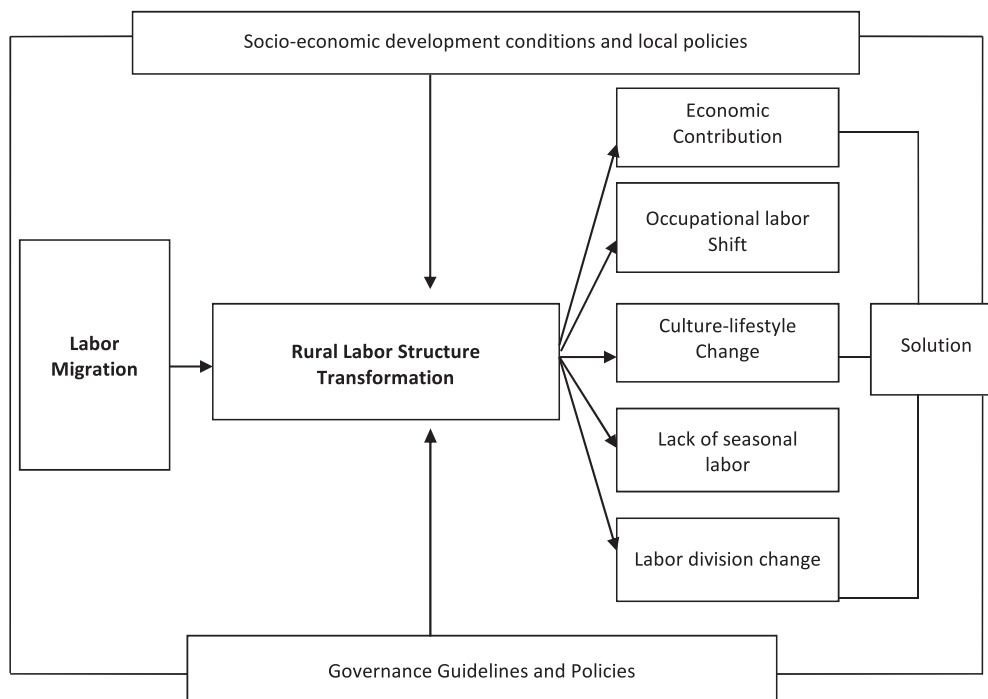 Socio-economic development conditions and local policies
Economic
Contribution
Occupational labor
Shift
Labor
Migration
Rural Labor Structure
Transformation
Culture-lifestyle
Change
Solution
Lack of seasonal
labor
Labor division change
Governance Guidelines and Policies